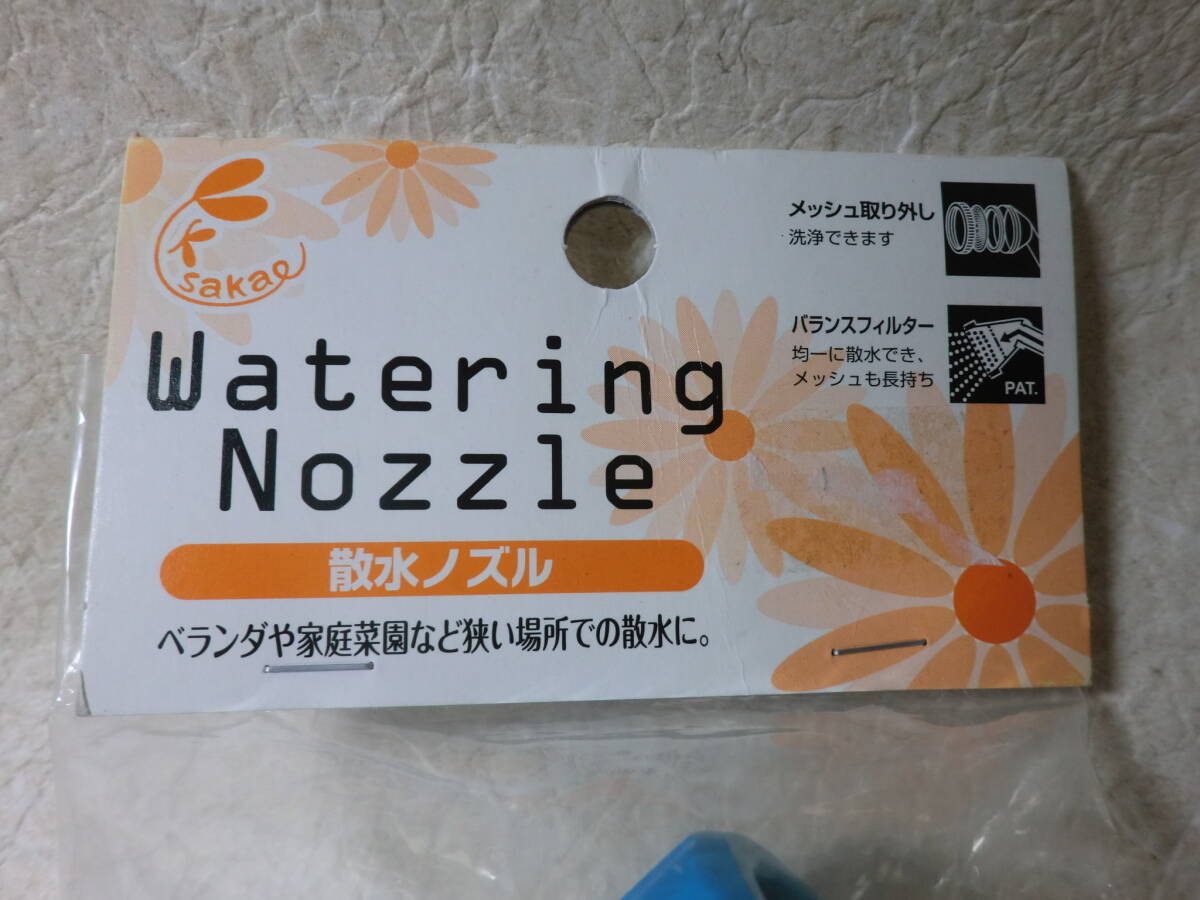 K sakae
Watering
Nozzle
散水ノズル
ベランダや家庭菜園など狭い場所での散水に。
メッシュ取り外し
洗浄できます
バランスフィルター
均一に散水でき、
メッシュも長持ち
PAT.